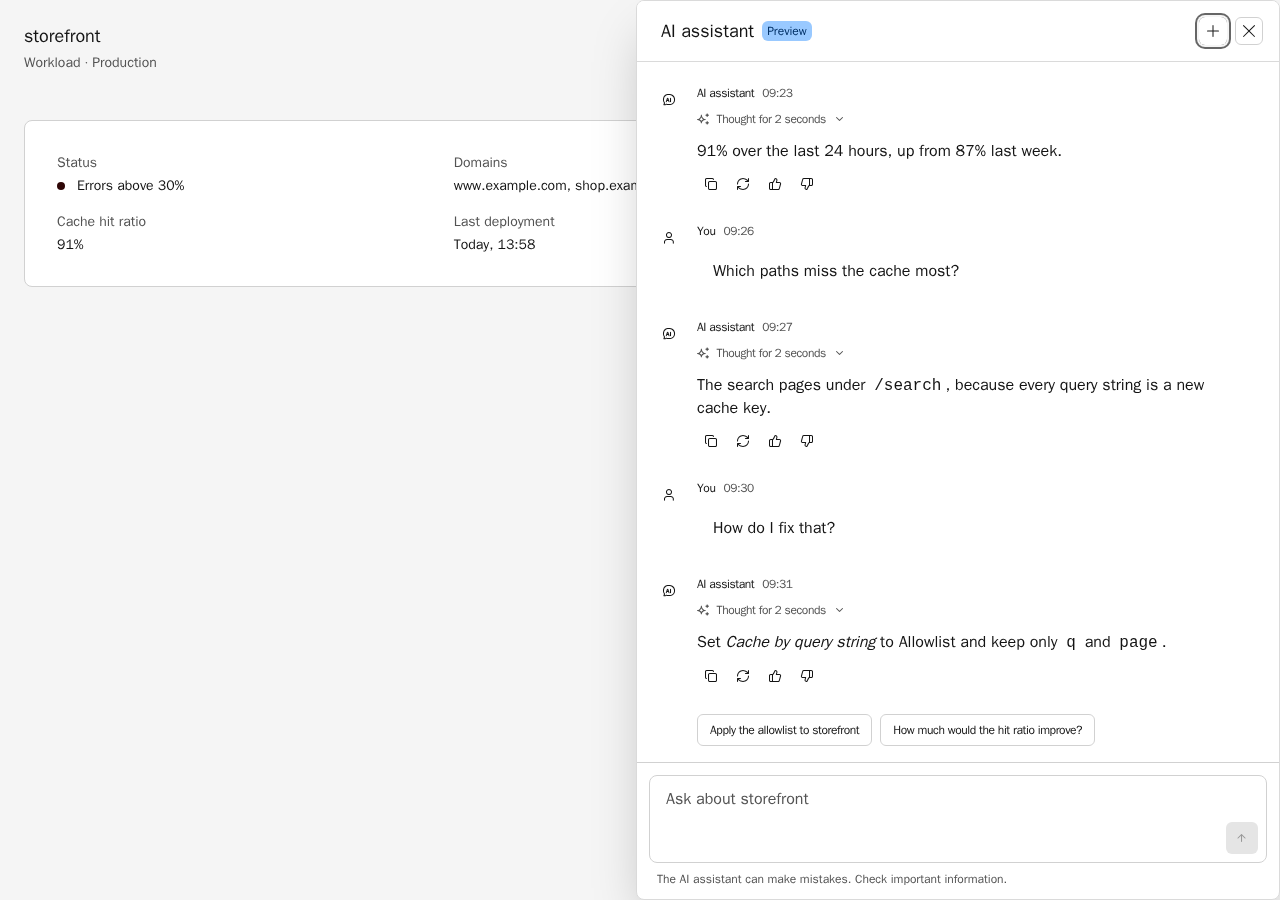 storefront
Workload · Production
Status
Errors above 30%
Domains
www.example.com, shop.exam
Cache hit ratio
91%
Last deployment
Today, 13:58
AI assistant Preview
AI assistant 09:23
Thought for 2 seconds
91% over the last 24 hours, up from 87% last week.
You 09:26
Which paths miss the cache most?
AI assistant 09:27
Thought for 2 seconds
The search pages under /search, because every query string is a new
cache key.
You 09:30
How do I fix that?
AI assistant 09:31
Thought for 2 seconds
Set Cache by query string to Allowlist and keep only q and page.
Apply the allowlist to storefront
How much would the hit ratio improve?
Ask about storefront
The AI assistant can make mistakes. Check important information.